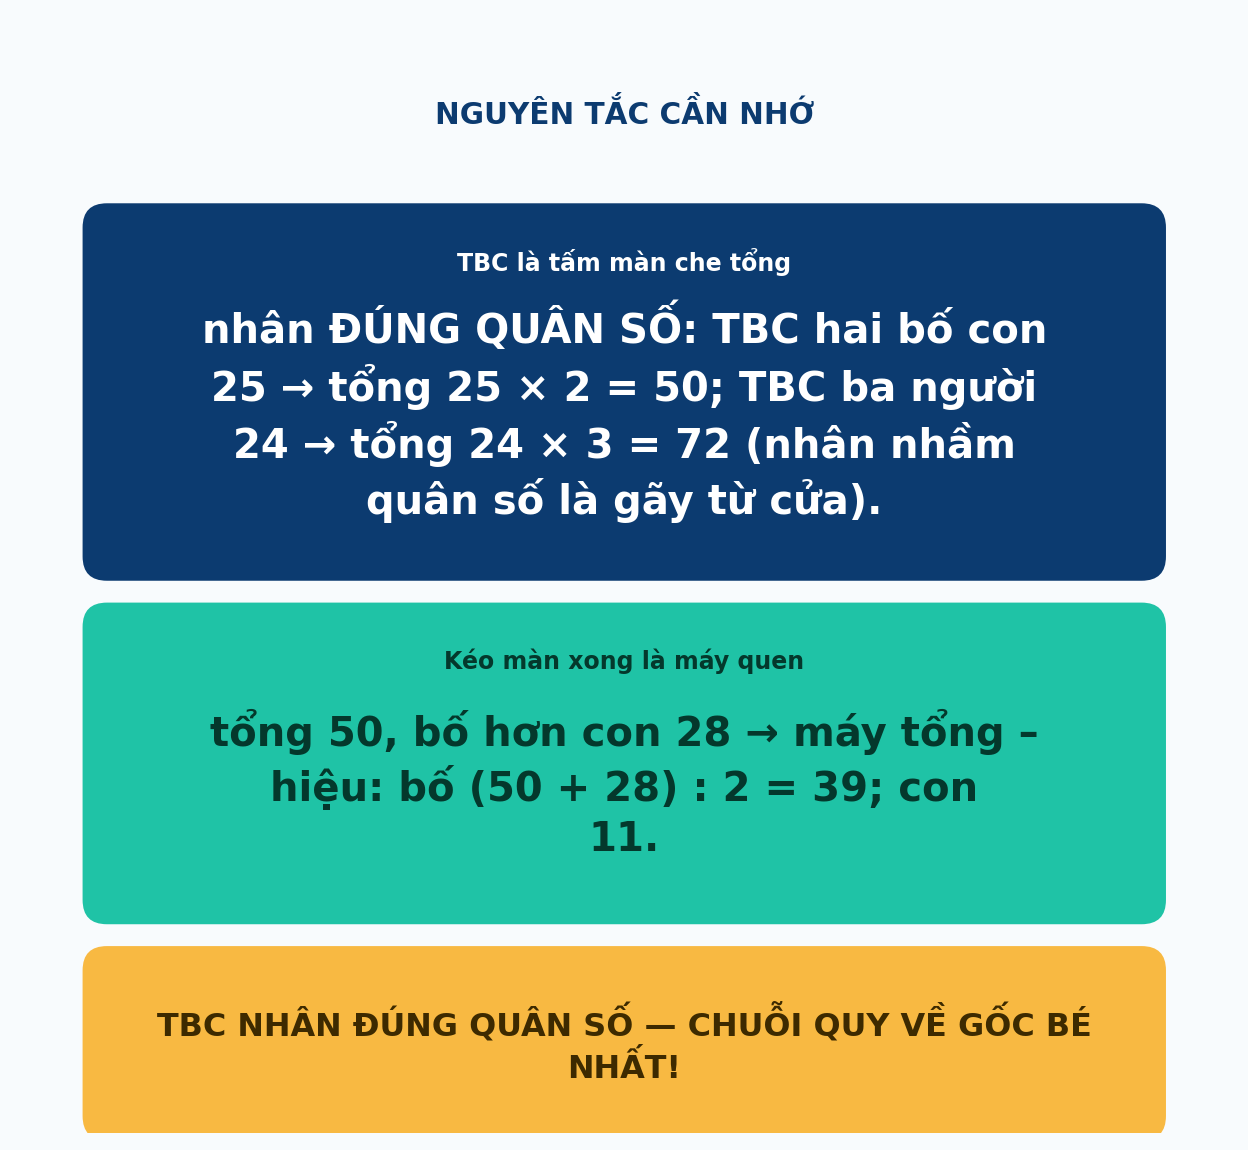 NGUYÊN TẮC CẦN NHỚ
TBC là tấm màn che tổng
nhân ĐÚNG QUÂN SỐ: TBC hai bố con
25 → tổng 25 × 2 = 50; TBC ba người
24 → tổng 24 × 3 = 72 (nhân nhầm
quân số là gãy từ cửa).
Kéo màn xong là máy quen
tổng 50, bố hơn con 28 → máy tổng –
hiệu: bố (50 + 28) : 2 = 39; con
11.
TBC NHÂN ĐÚNG QUÂN SỐ — CHUỖI QUY VỀ GỐC BÉ
NHẤT!